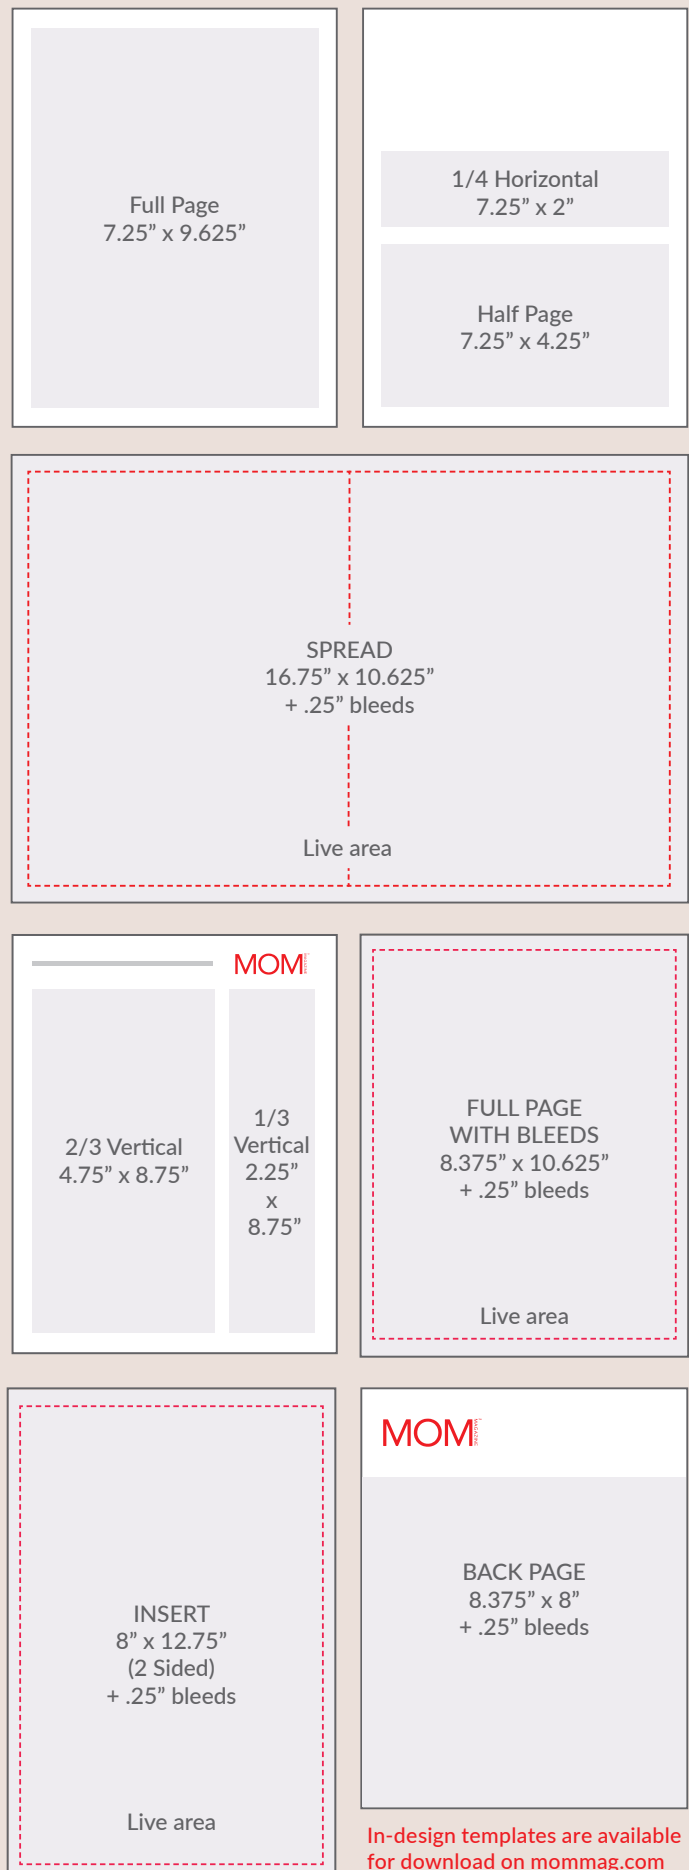 Full Page
7.25” x 9.625”
1/4 Horizontal
7.25” x 2”
Half Page
7.25” x 4.25”
SPREAD
16.75” x 10.625”
+ .25” bleeds
Live area
MOM
2/3 Vertical
4.75” x 8.75”
1/3
Vertical
2.25”
x
8.75”
FULL PAGE
WITH BLEEDS
8.375” x 10.625”
+ .25” bleeds
Live area
INSERT
8” x 12.75”
(2 Sided)
+ .25” bleeds
Live area
MOM
BACK PAGE
8.375” x 8”
+ .25” bleeds
In-design templates are available
for download on mommag.com